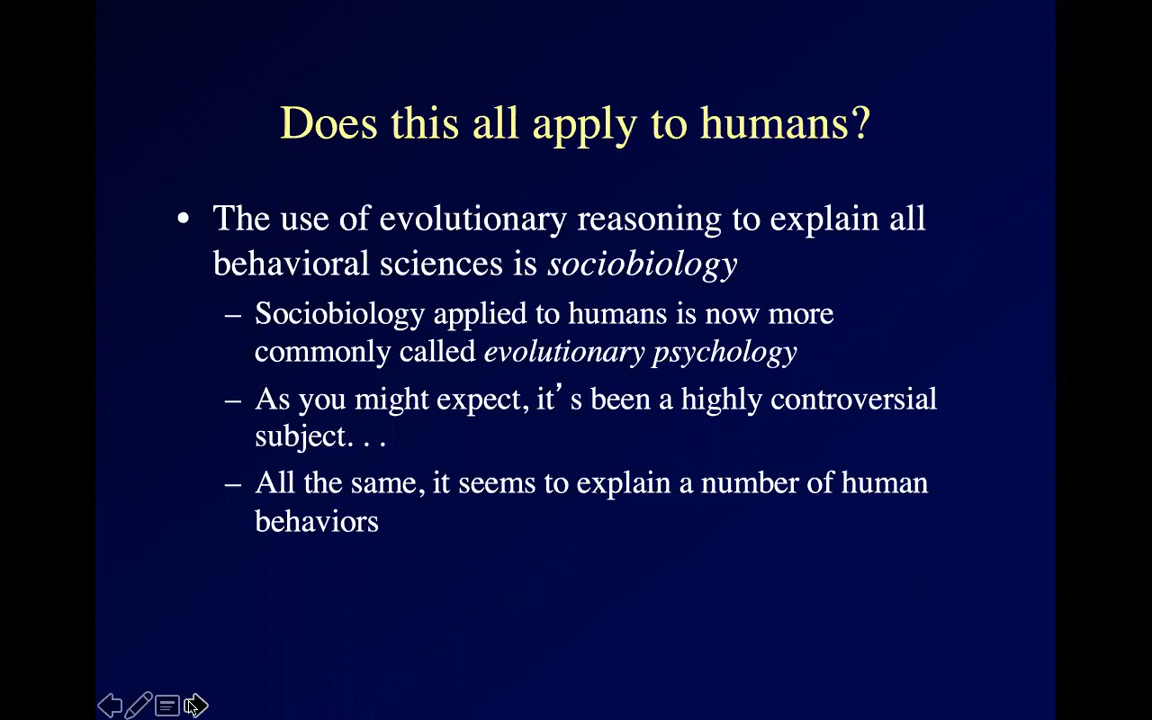 Does this all apply to humans?
• The use of evolutionary reasoning to explain all
behavioral sciences is sociobiology
– Sociobiology applied to humans is now more
commonly called evolutionary psychology
– As you might expect, it’s been a highly controversial
subject. . .
– All the same, it seems to explain a number of human
behaviors